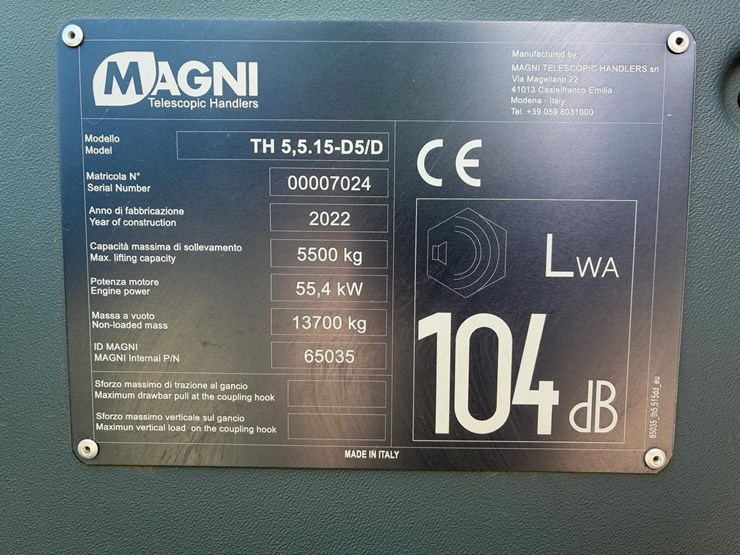 MAGNI
Telescopic Handlers
Manufactured by:
MAGNI TELESCOPIC HANDLERS srl
Via Magellano 22
41013 Castelfranco Emilia
Modena - Italy
Tel. +39 059 8031000
Modello
Model
TH 5,5.15-D5/D
Matricola N°
Serial Number
00007024
Anno di fabbricazione
Year of construction
2022
Capacità massima di sollevamento
Max. lifting capacity
5500 kg
Potenza motore
Engine power
55,4 kW
Massa a vuoto
Non-loaded mass
13700 kg
ID MAGNI
MAGNI Internal P/N
65035
Sforzo massimo di trazione al gancio
Maximum drawbar pull at the coupling hook
Sforzo massimo verticale sul gancio
Maximun vertical load on the coupling hook
CE
LWA
104 dB
65035_th5.515dd_eu
MADE IN ITALY